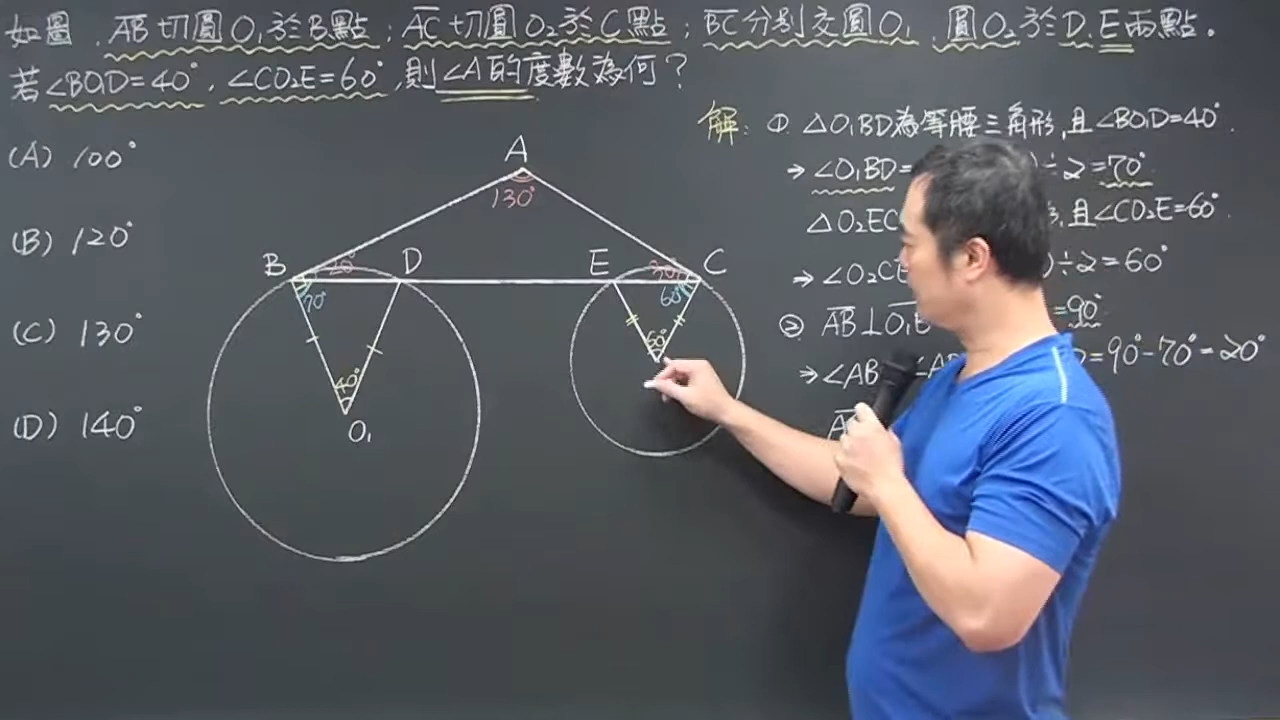 如圖,AB切圓O₁於B點;AC切圓O₂於C點;BC分別交圓O₁、圓O₂於D、E兩點。
若∠BO₁D=40°,∠CO₂E=60°,則∠A的度數為何?
(A) 100°
(B) 120°
(C) 130°
(D) 140°
A
130°
B
20°
D
E
30°
C
70°
60°
40°
60°
O₁
解: ①. △O₁BD為等腰三角形,且∠BO₁D=40°.
⇒ ∠O₁BD= )÷2=70°
△O₂EC 形,且∠CO₂E=60°.
⇒ ∠O₂CE )÷2=60°
② AB⊥O₁B =90°
⇒ ∠AB =90°-70°=20°